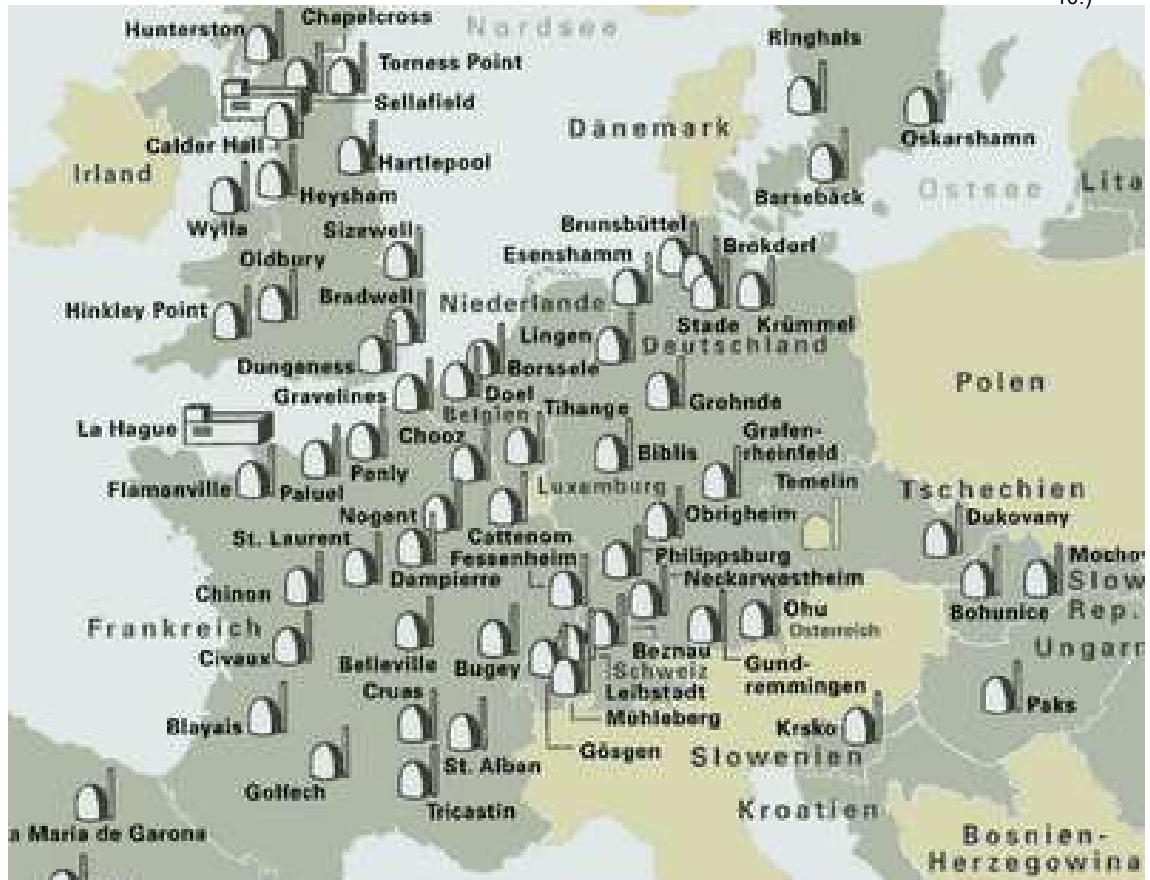 10.)
Chapelcross
Hunterston
Nordsee
Ringhals
Torness Point
Sellafield
Dänemark
Oskarshamn
Calder Hall
Hartlepool
Irland
Heysham
Barsebäck
Ostsee
Lita
Wylfa
Sizewell
Brunsbüttel
Brokdorf
Esenshamm
Oldbury
Bradwell
Niederlande
Hinkley Point
Stade
Krümmel
Lingen
Deutschland
Dungeness
Borssele
Polen
Gravelines
Doel
Belgien
Tihange
Grohnde
La Hague
Chooz
Grafen-
rheinfeld
Biblis
Penly
Temelin
Flamanville
Paluel
Luxemburg
Tschechien
Nogent
Obrigheim
Dukovany
St. Laurent
Cattenom
Fessenheim
Philippsburg
Mochov
Dampierre
Neckarwestheim
Slow
Chinon
Ohu
Bohunice
Rep.
Frankreich
Österreich
Civaux
Belleville
Bugey
Beznau
Schweiz
Gund-
remmingen
Ungarn
Leibstadt
Cruas
Mühleberg
Paks
Blayais
Krsko
Gösgen
Slowenien
St. Alban
Golfech
Tricastin
Kroatien
a Maria de Garona
Bosnien-
Herzegowina